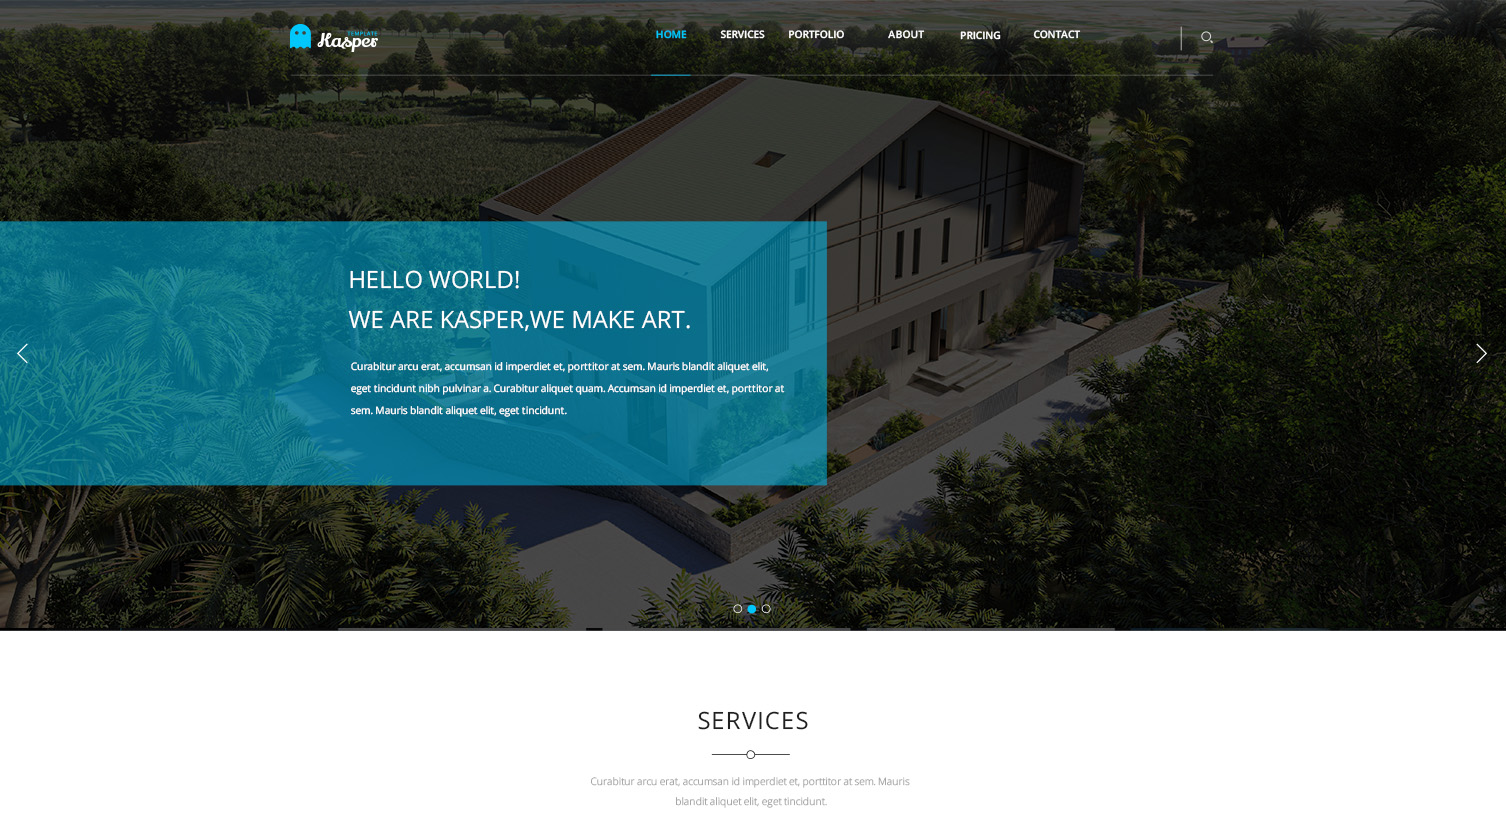 TEMPLATE
Kasper
HOME SERVICES PORTFOLIO ABOUT PRICING CONTACT
HELLO WORLD!
WE ARE KASPER,WE MAKE ART.
Curabitur arcu erat, accumsan id imperdiet et, porttitor at sem. Mauris blandit aliquet elit,
eget tincidunt nibh pulvinar a. Curabitur aliquet quam. Accumsan id imperdiet et, porttitor at
sem. Mauris blandit aliquet elit, eget tincidunt.
SERVICES
Curabitur arcu erat, accumsan id imperdiet et, porttitor at sem. Mauris
blandit aliquet elit, eget tincidunt.